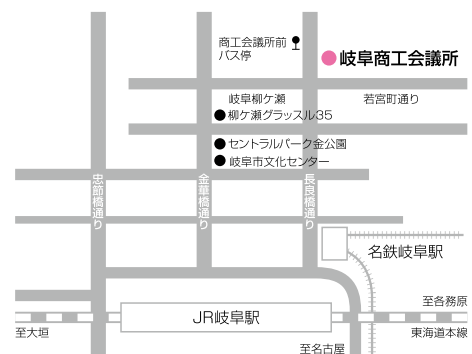 商工会議所前
バス停
岐阜商工会議所
岐阜柳ケ瀬
若宮町通り
柳ケ瀬グラッスル35
セントラルパーク金公園
岐阜市文化センター
忠節橋通り
金華橋通り
長良橋通り
名鉄岐阜駅
至各務原
JR岐阜駅
至大垣
東海道本線
至名古屋